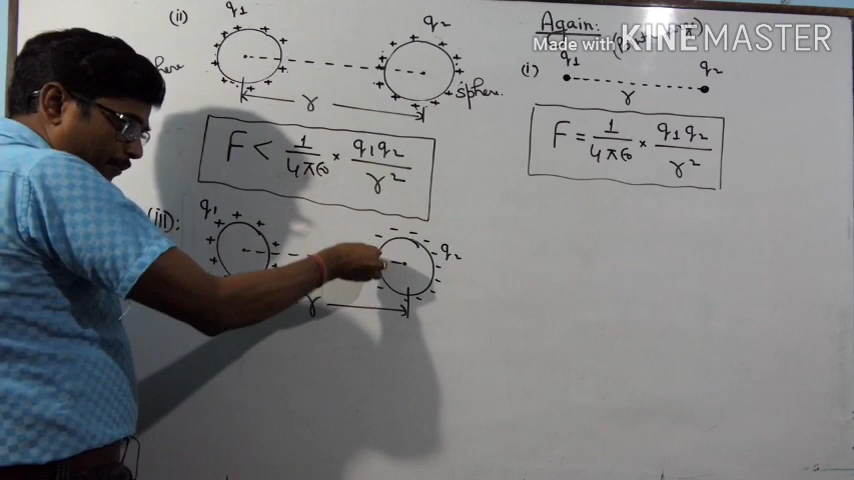 (ii)
q₁
q₂
+ + + + + + + + +
+ + + + + + + + +
sphere.
r
F < 1/4πϵ₀ × q₁q₂/r²
(iii):
q₁
q₂
+ + + + + +
- - - - - - - - -
r
Again:
Made with KINEMASTER
(i)
q₁
q₂
r
F = 1/4πϵ₀ × q₁q₂/r²